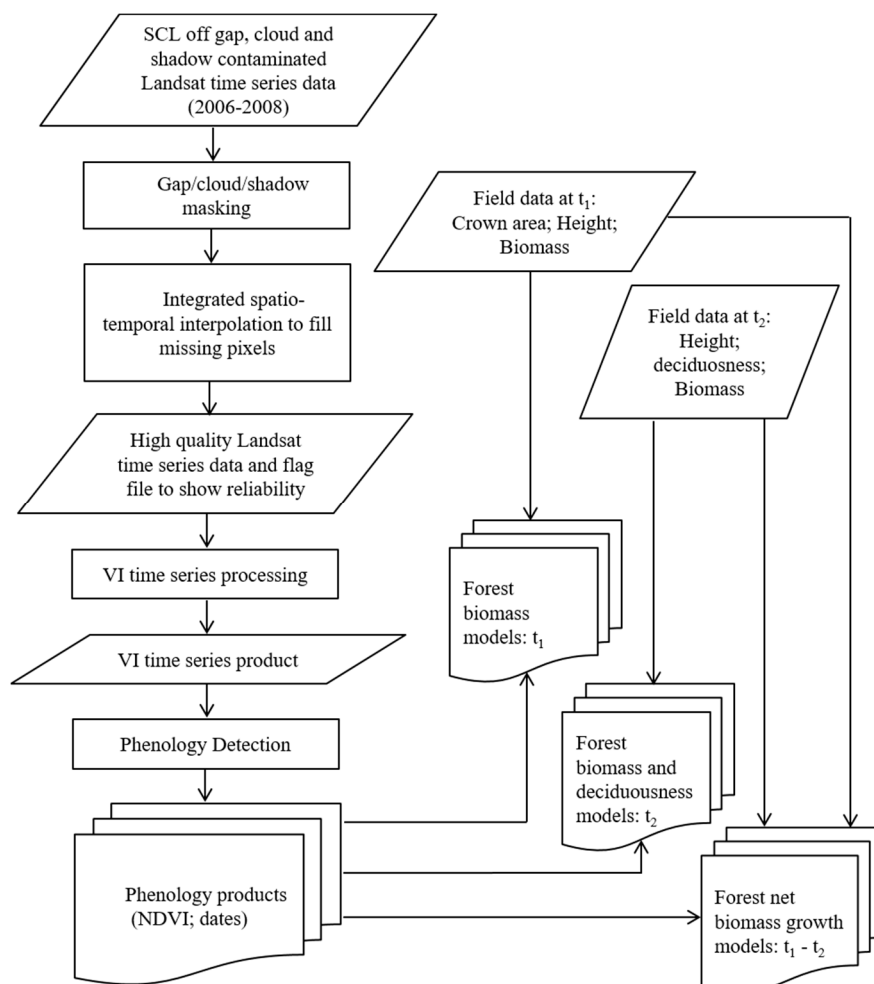 SCL off gap, cloud and
shadow contaminated
Landsat time series data
(2006-2008)
Gap/cloud/shadow
masking
Integrated spatio-
temporal interpolation to fill
missing pixels
High quality Landsat
time series data and flag
file to show reliability
VI time series processing
VI time series product
Phenology Detection
Phenology products
(NDVI; dates)
Field data at t₁:
Crown area; Height;
Biomass
Field data at t₂:
Height;
deciduosness;
Biomass
Forest
biomass
models: t₁
Forest
biomass and
deciduousness
models: t₂
Forest net
biomass growth
models: t₁ - t₂